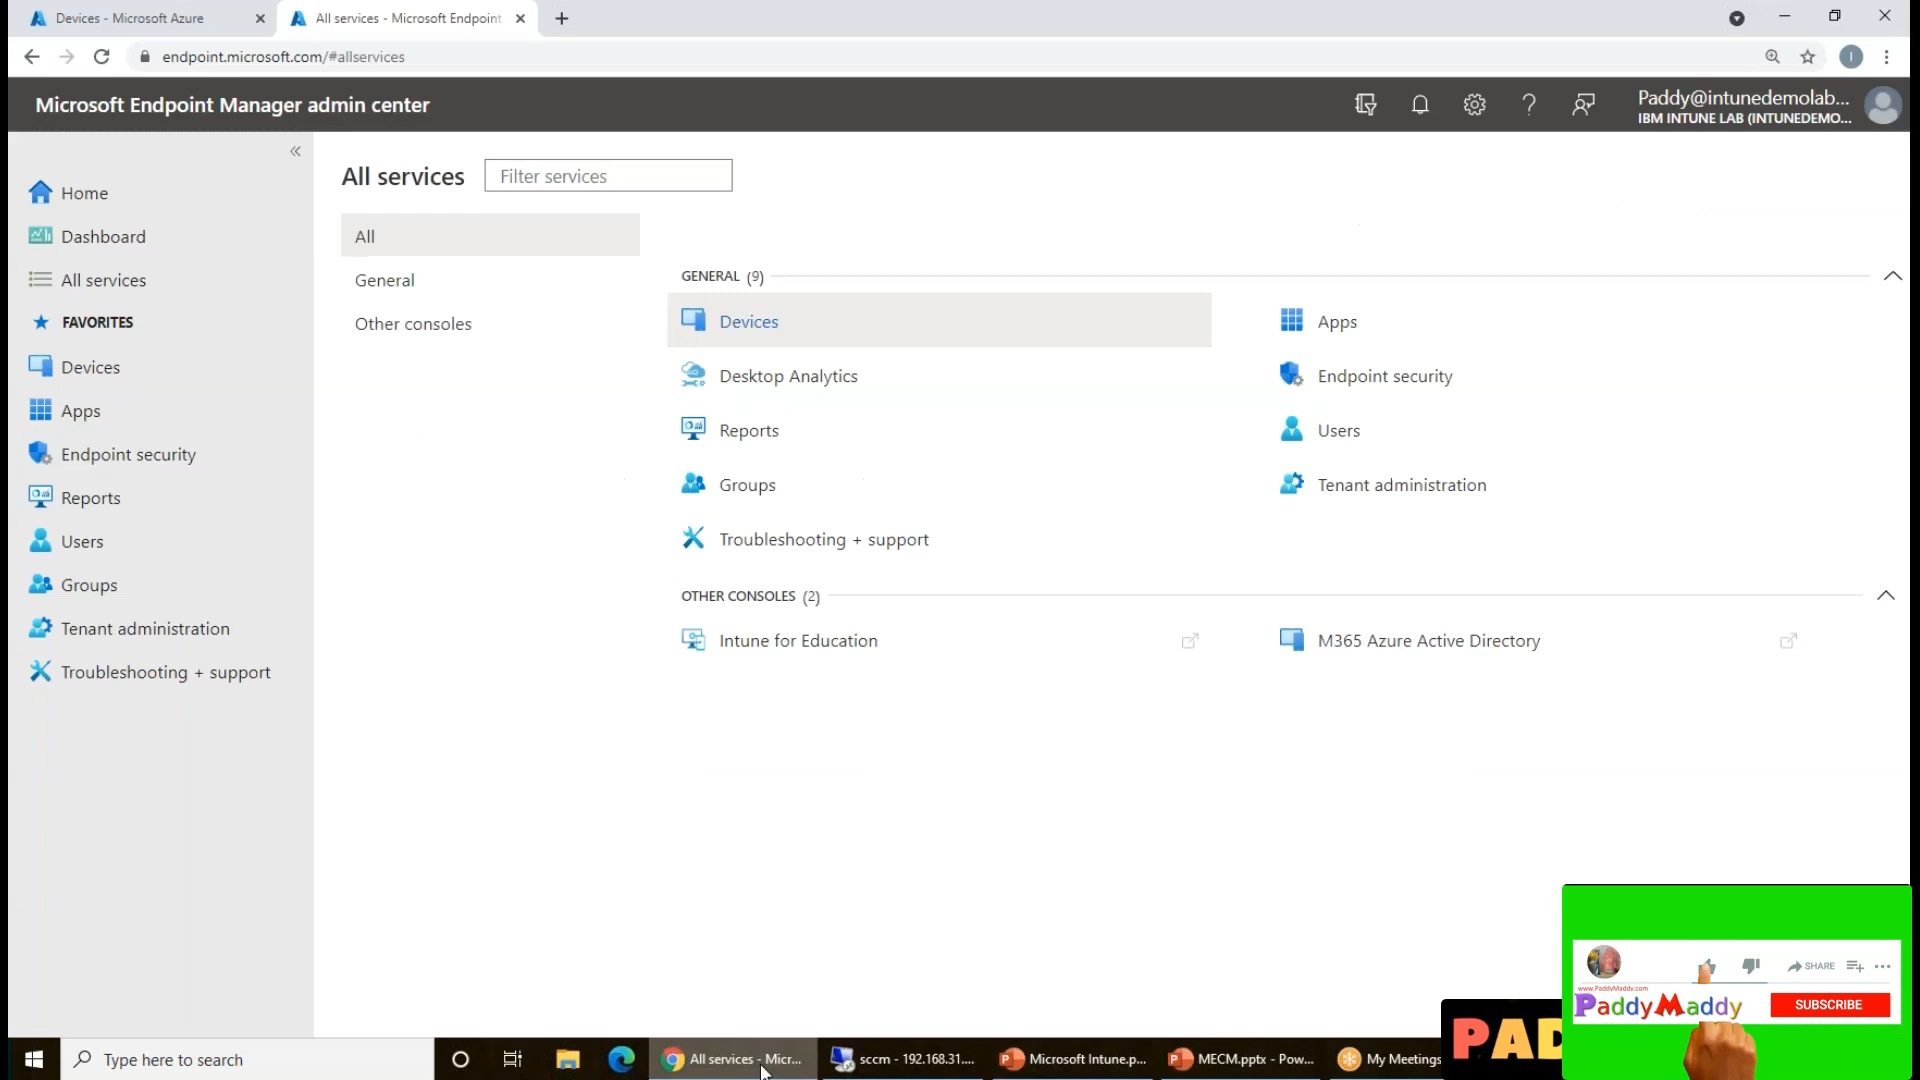 Devices - Microsoft Azure
All services - Microsoft Endpoint
endpoint.microsoft.com/#allservices
I
Microsoft Endpoint Manager admin center
Paddy@intunedemolab...
IBM INTUNE LAB (INTUNEDEMO...
Home
Dashboard
All services
FAVORITES
Devices
Apps
Endpoint security
Reports
Users
Groups
Tenant administration
Troubleshooting + support
All services
Filter services
All
General
Other consoles
GENERAL (9)
Devices
Apps
Desktop Analytics
Endpoint security
Reports
Users
Groups
Tenant administration
Troubleshooting + support
OTHER CONSOLES (2)
Intune for Education
M365 Azure Active Directory
SHARE
www.PaddyMaddy.com
PaddyMaddy
SUBSCRIBE
PAD
Type here to search
All services - Micr...
sccm - 192.168.31....
Microsoft Intune.p...
MECM.pptx - Pow...
My Meetings